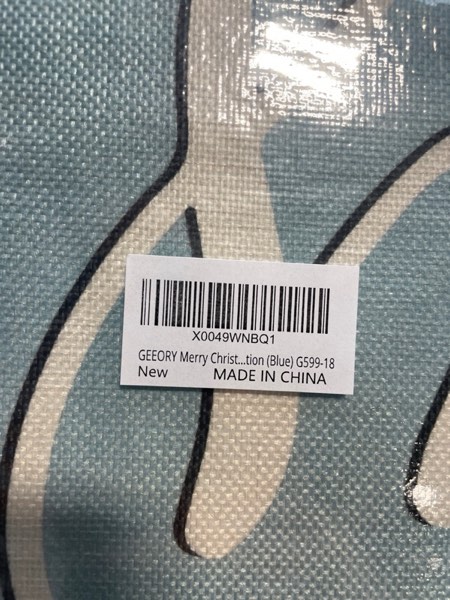 X0049WNBQ1
GEEORY Merry Christ...tion (Blue) G599-18
New MADE IN CHINA